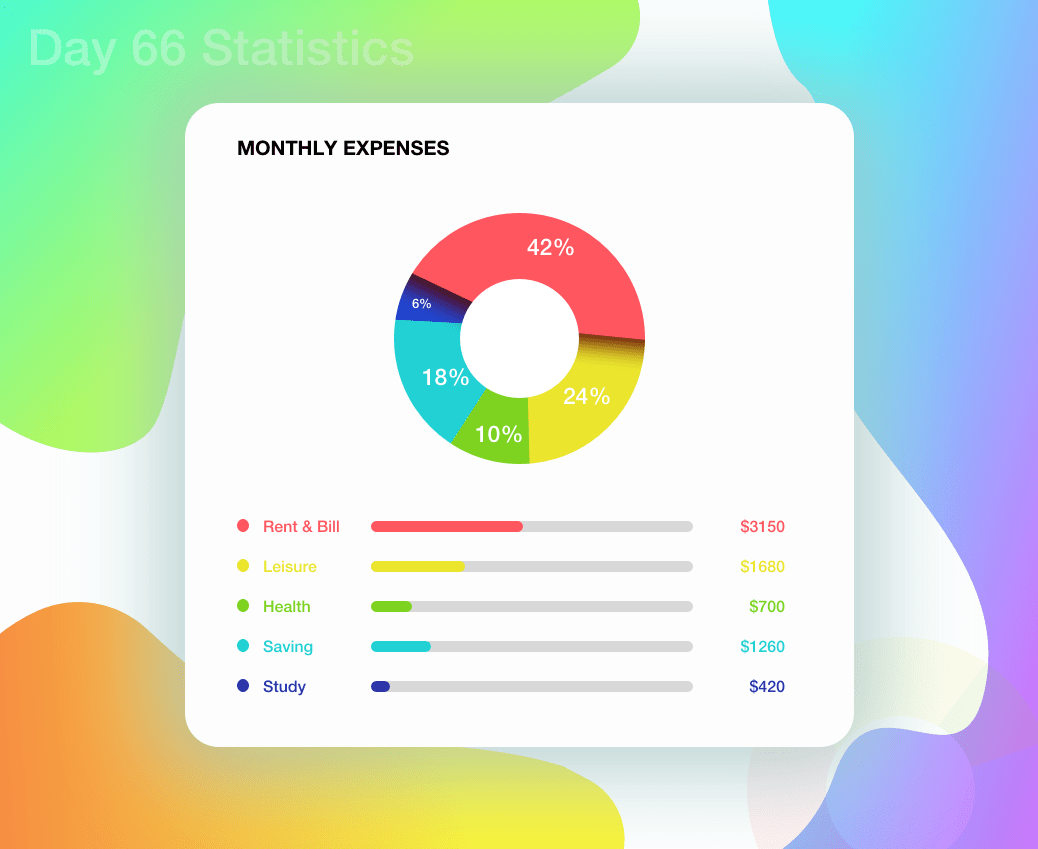 Day 66 Statistics
MONTHLY EXPENSES
42%
6%
18%
24%
10%
Rent & Bill $3150
Leisure $1680
Health $700
Saving $1260
Study $420